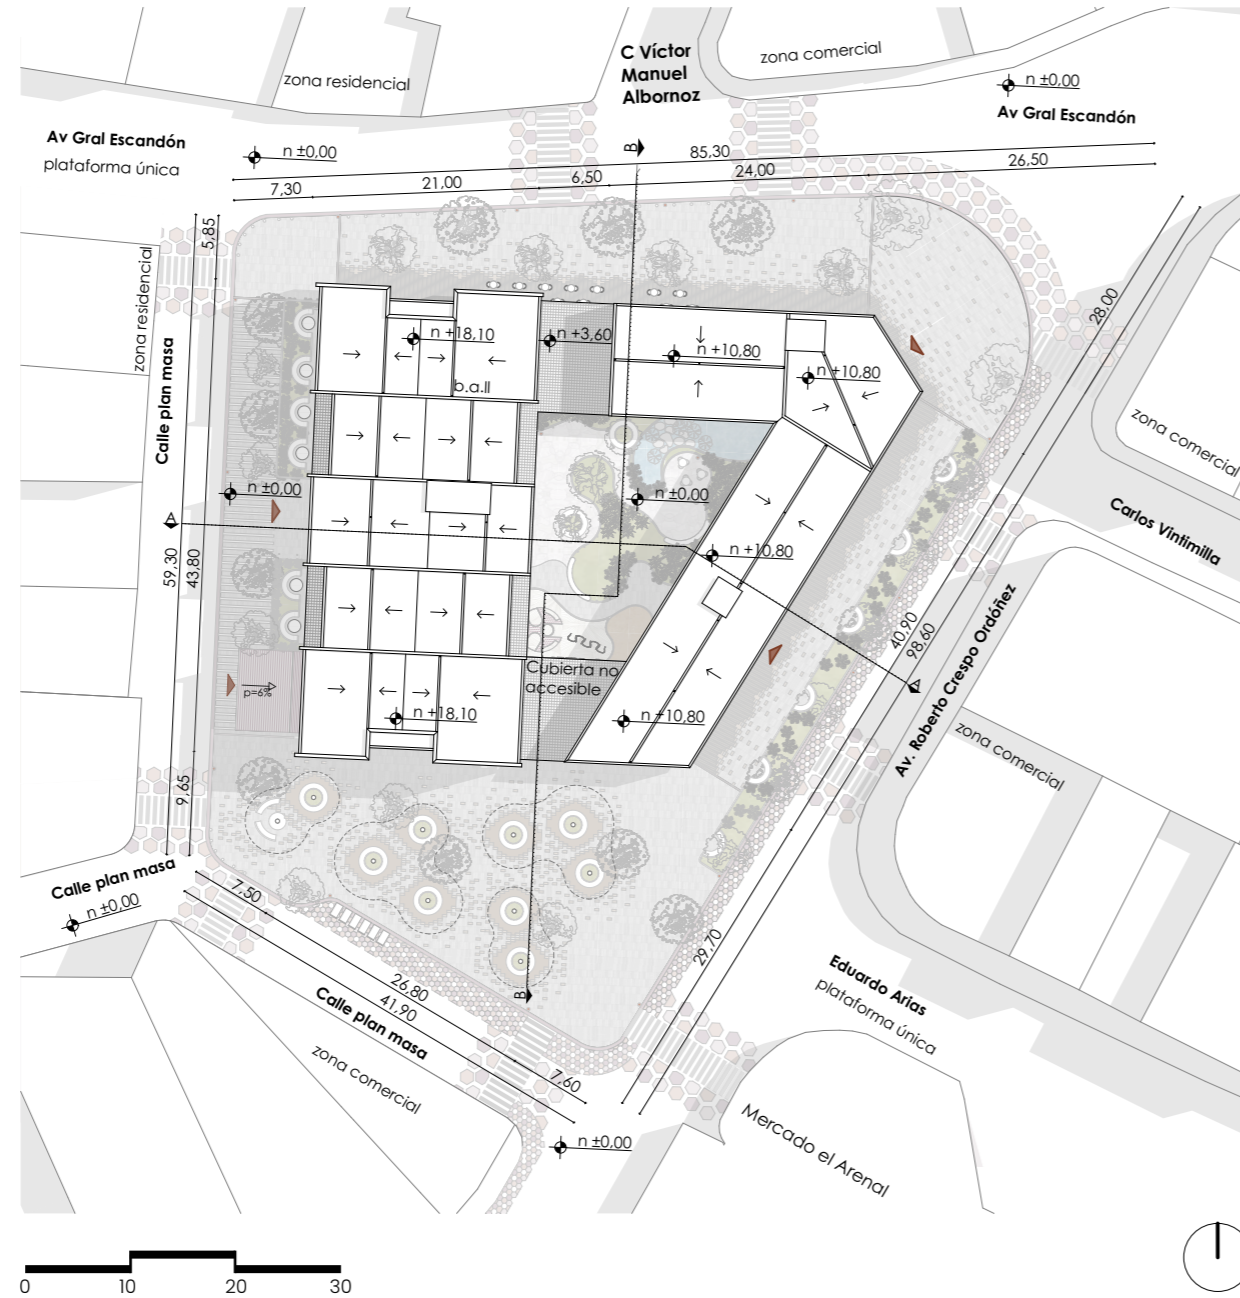 C Víctor
Manuel
Albornoz
zona comercial
zona residencial
n ±0,00
Av Gral Escandón
Av Gral Escandón
plataforma única
n ±0,00
B
85,30
7,30
21,00
6,50
24,00
26,50
5,85
zona residencial
Calle plan masa
28,00
n +18,10
n +3,60
n +10,80
n +10,80
b.a.ll
zona comercial
n ±0,00
n ±0,00
A
Carlos Vintimilla
59,30
43,80
n +10,80
40,90
98,60
Av. Roberto Crespo Ordóñez
Cubierta no
accesible
p=6%
A
n +18,10
n +10,80
zona comercial
9,65
Calle plan masa
n ±0,00
7,50
29,70
26,80
41,90
B
Calle plan masa
Eduardo Arias
plataforma única
zona comercial
7,60
n ±0,00
Mercado el Arenal
0 10 20 30